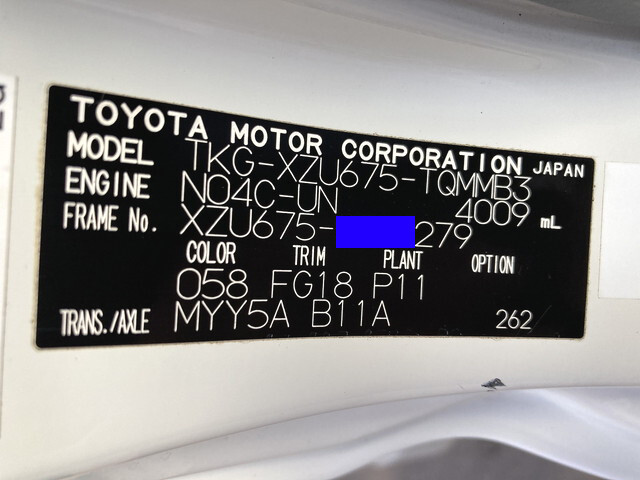 TOYOTA MOTOR CORPORATION JAPAN
MODEL TKG-XZU675-TQMMB3
ENGINE N04C-UN 4009 mL
FRAME No. XZU675- 279
COLOR TRIM PLANT OPTION
058 FG18 P11
TRANS./AXLE MYY5A B11A 262